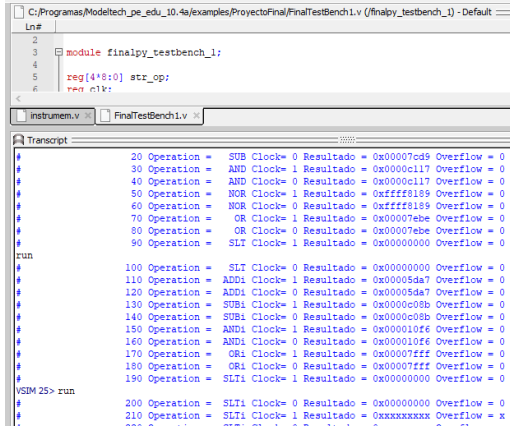 C:/Programas/Modeltech_pe_edu_10.4a/examples/ProyectoFinal/FinalTestBench1.v (/finalpy_testbench_1) - Default
Ln#
2
3 module finalpy_testbench_1;
4
5 reg[4*8:0] str_op;
6 reg clk;
instrumem.v FinalTestBench1.v
Transcript
# 20 Operation = SUB Clock= 0 Resultado = 0x00007cd9 Overflow = 0
# 30 Operation = AND Clock= 1 Resultado = 0x0000c117 Overflow = 0
# 40 Operation = AND Clock= 0 Resultado = 0x0000c117 Overflow = 0
# 50 Operation = NOR Clock= 1 Resultado = 0xffff8189 Overflow = 0
# 60 Operation = NOR Clock= 0 Resultado = 0xffff8189 Overflow = 0
# 70 Operation = OR Clock= 1 Resultado = 0x00007ebe Overflow = 0
# 80 Operation = OR Clock= 0 Resultado = 0x00007ebe Overflow = 0
# 90 Operation = SLT Clock= 1 Resultado = 0x00000000 Overflow = 0
run
# 100 Operation = SLT Clock= 0 Resultado = 0x00000000 Overflow = 0
# 110 Operation = ADDi Clock= 1 Resultado = 0x00005da7 Overflow = 0
# 120 Operation = ADDi Clock= 0 Resultado = 0x00005da7 Overflow = 0
# 130 Operation = SUBi Clock= 1 Resultado = 0x0000c08b Overflow = 0
# 140 Operation = SUBi Clock= 0 Resultado = 0x0000c08b Overflow = 0
# 150 Operation = ANDi Clock= 1 Resultado = 0x000010f6 Overflow = 0
# 160 Operation = ANDi Clock= 0 Resultado = 0x000010f6 Overflow = 0
# 170 Operation = ORi Clock= 1 Resultado = 0x00007fff Overflow = 0
# 180 Operation = ORi Clock= 0 Resultado = 0x00007fff Overflow = 0
# 190 Operation = SLTi Clock= 1 Resultado = 0x00000000 Overflow = 0
VSIM 25> run
# 200 Operation = SLTi Clock= 0 Resultado = 0x00000000 Overflow = 0
# 210 Operation = SLTi Clock= 1 Resultado = 0xxxxxxxxx Overflow = x